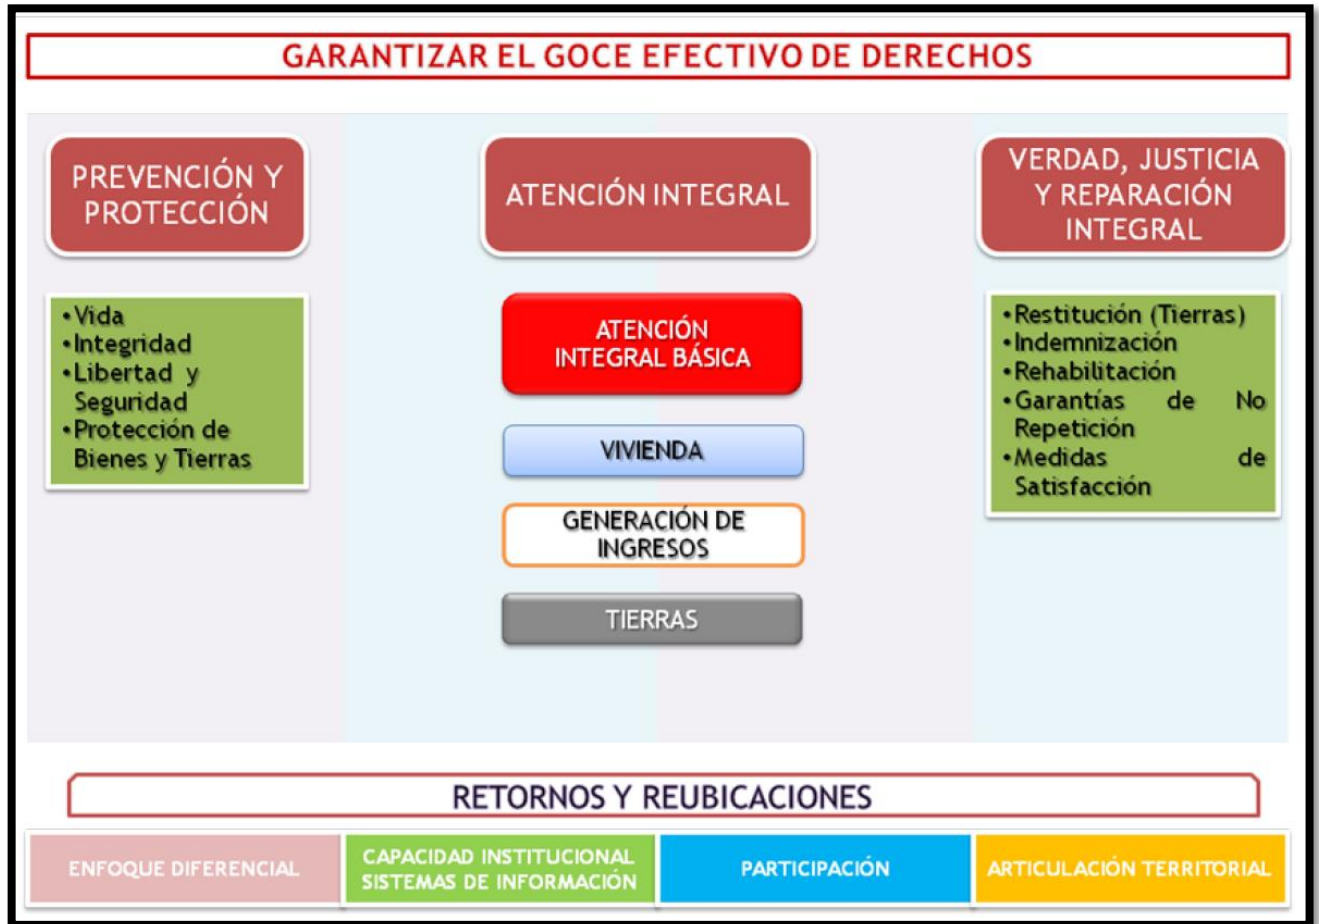 GARANTIZAR EL GOCE EFECTIVO DE DERECHOS
PREVENCIÓN Y
PROTECCIÓN
•Vida
•Integridad
•Libertad y
Seguridad
•Protección de
Bienes y Tierras
ATENCIÓN INTEGRAL
ATENCIÓN
INTEGRAL BÁSICA
VIVIENDA
GENERACIÓN DE
INGRESOS
TIERRAS
VERDAD, JUSTICIA
Y REPARACIÓN
INTEGRAL
•Restitución (Tierras)
•Indemnización
•Rehabilitación
•Garantías de No
Repetición
•Medidas de
Satisfacción
RETORNOS Y REUBICACIONES
ENFOQUE DIFERENCIAL
CAPACIDAD INSTITUCIONAL
SISTEMAS DE INFORMACIÓN
PARTICIPACIÓN
ARTICULACIÓN TERRITORIAL